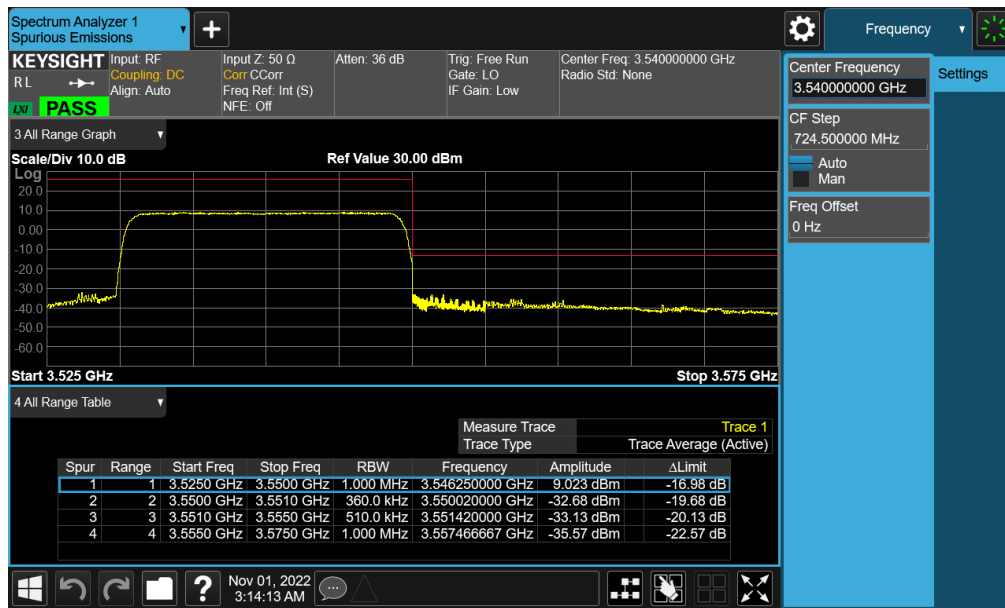 Spectrum Analyzer 1
Spurious Emissions
Frequency
KEYSIGHT
R L
LXI
PASS
Input: RF
Coupling: DC
Align: Auto
Input Z: 50 Ω
Corr CCorr
Freq Ref: Int (S)
NFE: Off
Atten: 36 dB
Trig: Free Run
Gate: LO
IF Gain: Low
Center Freq: 3.540000000 GHz
Radio Std: None
Center Frequency
3.540000000 GHz
Settings
CF Step
724.500000 MHz
Auto
Man
Freq Offset
0 Hz
3 All Range Graph
Scale/Div 10.0 dB
Ref Value 30.00 dBm
Log
20.0
10.0
0.00
-10.0
-20.0
-30.0
-40.0
-50.0
-60.0
Start 3.525 GHz
Stop 3.575 GHz
4 All Range Table
Measure Trace Trace 1
Trace Type Trace Average (Active)
Spur Range Start Freq Stop Freq RBW Frequency Amplitude ΔLimit
1 1 3.5250 GHz 3.5500 GHz 1.000 MHz 3.546250000 GHz 9.023 dBm -16.98 dB
2 2 3.5500 GHz 3.5510 GHz 360.0 kHz 3.550020000 GHz -32.68 dBm -19.68 dB
3 3 3.5510 GHz 3.5550 GHz 510.0 kHz 3.551420000 GHz -33.13 dBm -20.13 dB
4 4 3.5550 GHz 3.5750 GHz 1.000 MHz 3.557466667 GHz -35.57 dBm -22.57 dB
?
Nov 01, 2022
3:14:13 AM